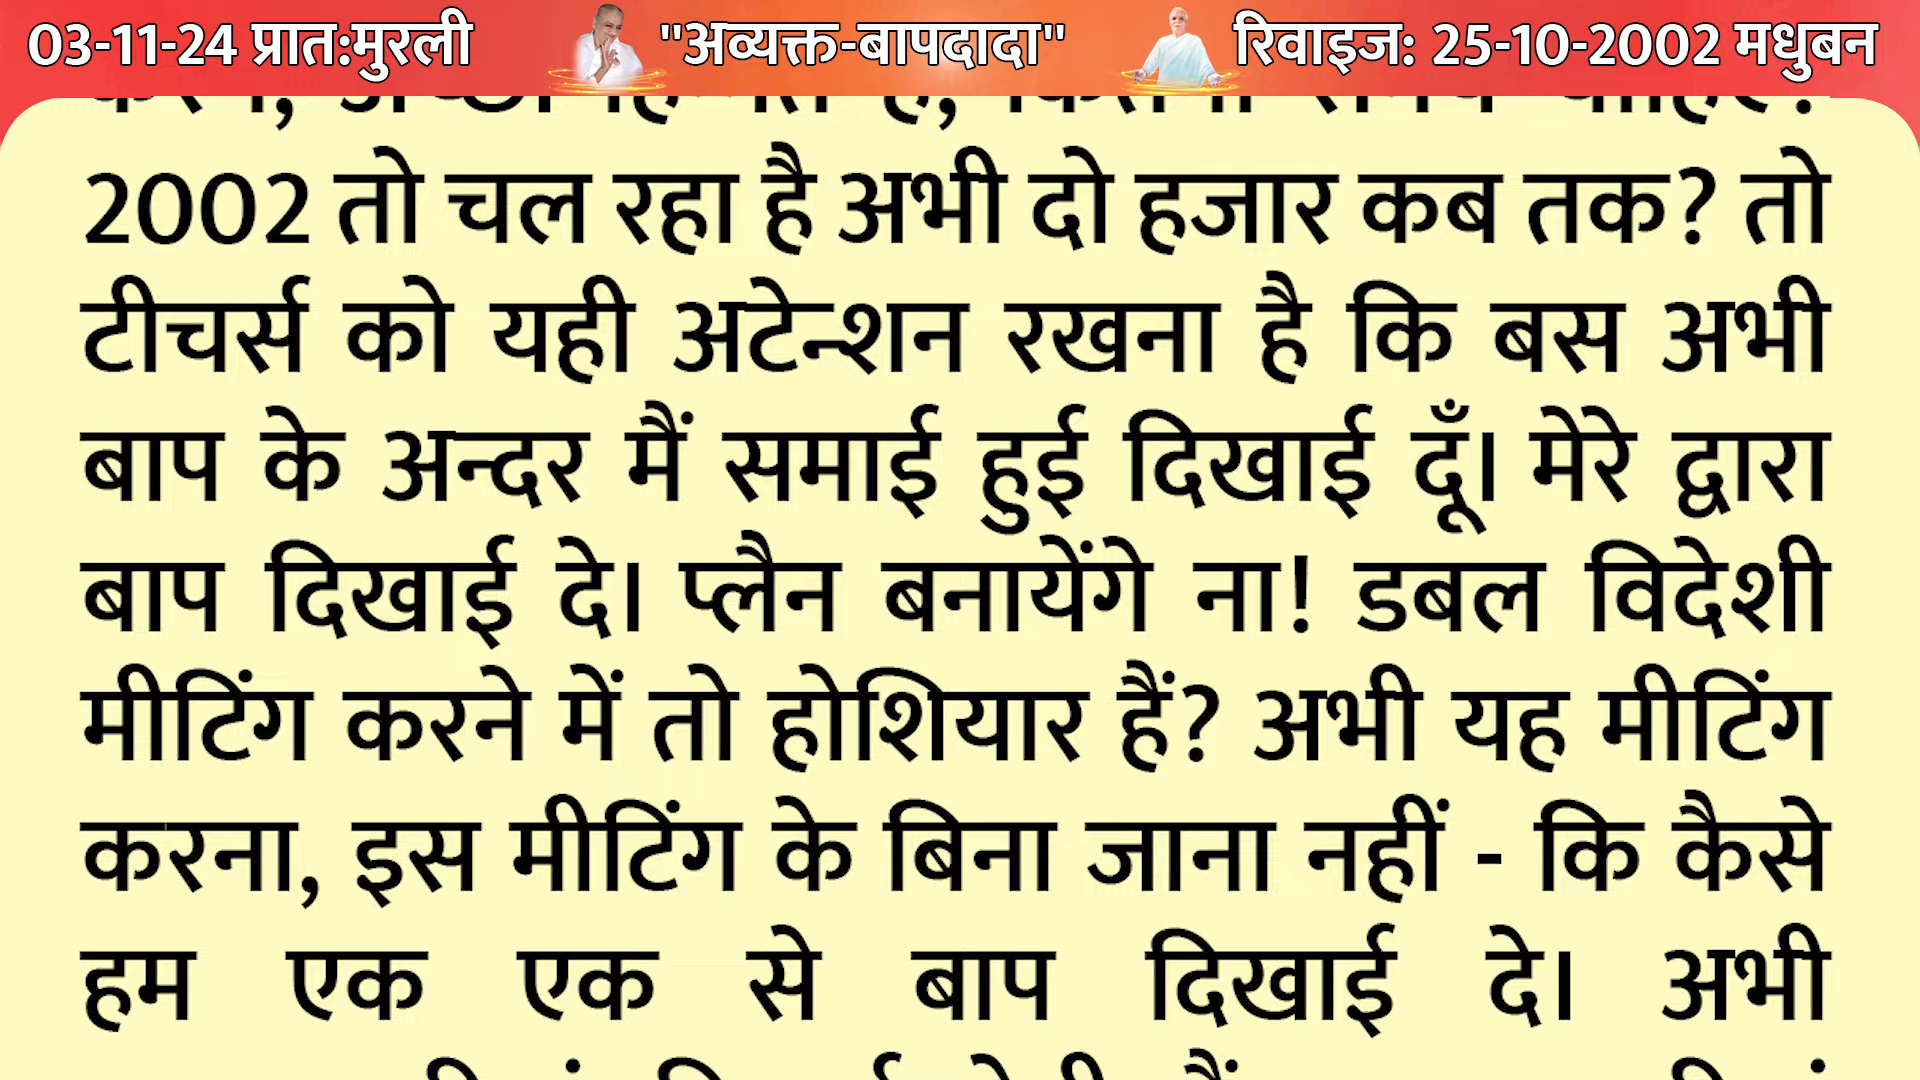 03-11-24 प्रात:मुरली "अव्यक्त-बापदादा" रिवाइज: 25-10-2002 मधुबन
2002 तो चल रहा है अभी दो हजार कब तक? तो
टीचर्स को यही अटेन्शन रखना है कि बस अभी
बाप के अन्दर मैं समाई हुई दिखाई दूँ। मेरे द्वारा
बाप दिखाई दे। प्लैन बनायेंगे ना! डबल विदेशी
मीटिंग करने में तो होशियार हैं? अभी यह मीटिंग
करना, इस मीटिंग के बिना जाना नहीं - कि कैसे
हम एक एक से बाप दिखाई दे। अभी